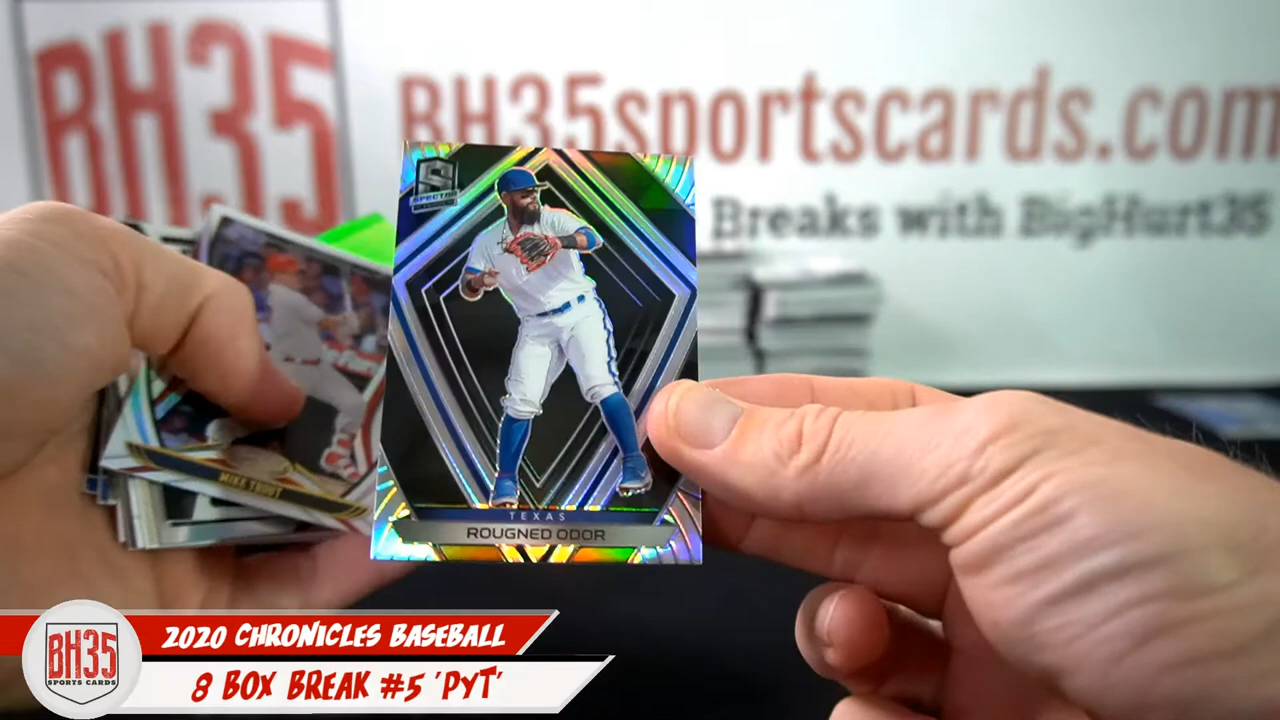 BH35
BH35sportscards.com
Breaks with BigHurt35
SPECTRA
MIKE TROUT
TEXAS
ROUGNED ODOR
BH35
SPORTS CARDS
2020 CHRONICLES BASEBALL
8 BOX BREAK #5 'PYT'